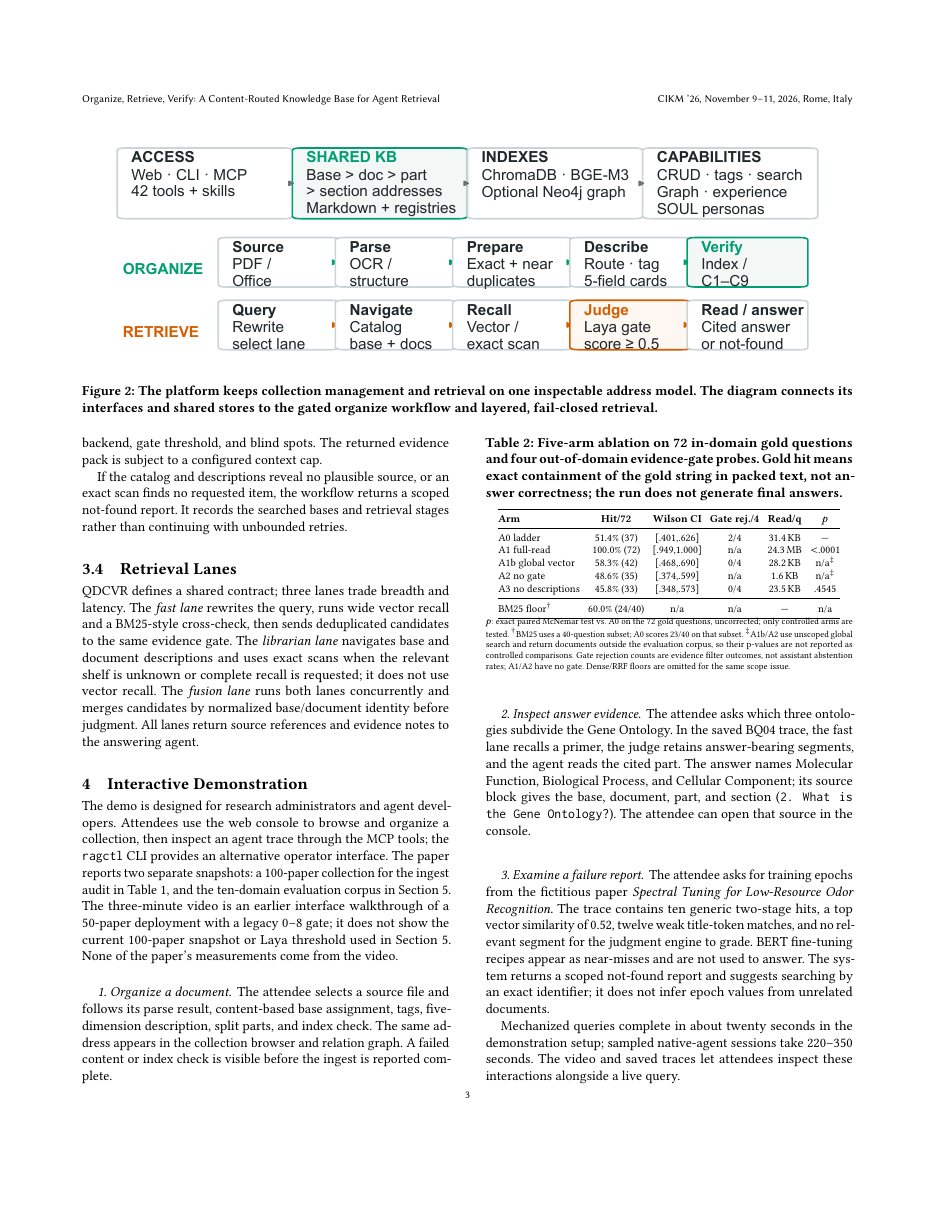 Organize, Retrieve, Verify: A Content-Routed Knowledge Base for Agent Retrieval
CIKM ’26, November 9–11, 2026, Rome, Italy
ACCESS
Web · CLI · MCP
42 tools + skills
SHARED KB
Base > doc > part
> section addresses
Markdown + registries
INDEXES
ChromaDB · BGE-M3
Optional Neo4j graph
CAPABILITIES
CRUD · tags · search
Graph · experience
SOUL personas
ORGANIZE
Source
PDF /
Office
Parse
OCR /
structure
Prepare
Exact + near
duplicates
Describe
Route · tag
5-field cards
Verify
Index /
C1–C9
RETRIEVE
Query
Rewrite
select lane
Navigate
Catalog
base + docs
Recall
Vector /
exact scan
Judge
Laya gate
score ≥ 0.5
Read / answer
Cited answer
or not-found
Figure 2: The platform keeps collection management and retrieval on one inspectable address model. The diagram connects its
interfaces and shared stores to the gated organize workflow and layered, fail-closed retrieval.
backend, gate threshold, and blind spots. The returned evidence
pack is subject to a configured context cap.
If the catalog and descriptions reveal no plausible source, or an
exact scan finds no requested item, the workflow returns a scoped
not-found report. It records the searched bases and retrieval stages
rather than continuing with unbounded retries.
3.4 Retrieval Lanes
QDCVR defines a shared contract; three lanes trade breadth and
latency. The fast lane rewrites the query, runs wide vector recall
and a BM25-style cross-check, then sends deduplicated candidates
to the same evidence gate. The librarian lane navigates base and
document descriptions and uses exact scans when the relevant
shelf is unknown or complete recall is requested; it does not use
vector recall. The fusion lane runs both lanes concurrently and
merges candidates by normalized base/document identity before
judgment. All lanes return source references and evidence notes to
the answering agent.
4 Interactive Demonstration
The demo is designed for research administrators and agent devel-
opers. Attendees use the web console to browse and organize a
collection, then inspect an agent trace through the MCP tools; the
ragctl CLI provides an alternative operator interface. The paper
reports two separate snapshots: a 100-paper collection for the ingest
audit in Table 1, and the ten-domain evaluation corpus in Section 5.
The three-minute video is an earlier interface walkthrough of a
50-paper deployment with a legacy 0–8 gate; it does not show the
current 100-paper snapshot or Laya threshold used in Section 5.
None of the paper’s measurements come from the video.
1. Organize a document. The attendee selects a source file and
follows its parse result, content-based base assignment, tags, five-
dimension description, split parts, and index check. The same ad-
dress appears in the collection browser and relation graph. A failed
content or index check is visible before the ingest is reported com-
plete.
Table 2: Five-arm ablation on 72 in-domain gold questions
and four out-of-domain evidence-gate probes. Gold hit means
exact containment of the gold string in packed text, not an-
swer correctness; the run does not generate final answers.
Arm Hit/72 Wilson CI Gate rej./4 Read/q p
A0 ladder 51.4% (37) [.401,.626] 2/4 31.4 KB —
A1 full-read 100.0% (72) [.949,1.000] n/a 24.3 MB <.0001
A1b global vector 58.3% (42) [.468,.690] 0/4 28.2 KB n/a‡
A2 no gate 48.6% (35) [.374,.599] n/a 1.6 KB n/a‡
A3 no descriptions 45.8% (33) [.348,.573] 0/4 23.5 KB .4545
BM25 floor† 60.0% (24/40) n/a n/a — n/a
p: exact paired McNemar test vs. A0 on the 72 gold questions, uncorrected; only controlled arms are
tested. †BM25 uses a 40-question subset; A0 scores 23/40 on that subset. ‡A1b/A2 use unscoped global
search and return documents outside the evaluation corpus, so their p-values are not reported as
controlled comparisons. Gate rejection counts are evidence filter outcomes, not assistant abstention
rates; A1/A2 have no gate. Dense/RRF floors are omitted for the same scope issue.
2. Inspect answer evidence. The attendee asks which three ontolo-
gies subdivide the Gene Ontology. In the saved BQ04 trace, the fast
lane recalls a primer, the judge retains answer-bearing segments,
and the agent reads the cited part. The answer names Molecular
Function, Biological Process, and Cellular Component; its source
block gives the base, document, part, and section (2. What is
the Gene Ontology?). The attendee can open that source in the
console.
3. Examine a failure report. The attendee asks for training epochs
from the fictitious paper Spectral Tuning for Low-Resource Odor
Recognition. The trace contains ten generic two-stage hits, a top
vector similarity of 0.52, twelve weak title-token matches, and no rel-
evant segment for the judgment engine to grade. BERT fine-tuning
recipes appear as near-misses and are not used to answer. The sys-
tem returns a scoped not-found report and suggests searching by
an exact identifier; it does not infer epoch values from unrelated
documents.
Mechanized queries complete in about twenty seconds in the
demonstration setup; sampled native-agent sessions take 220–350
seconds. The video and saved traces let attendees inspect these
interactions alongside a live query.
3